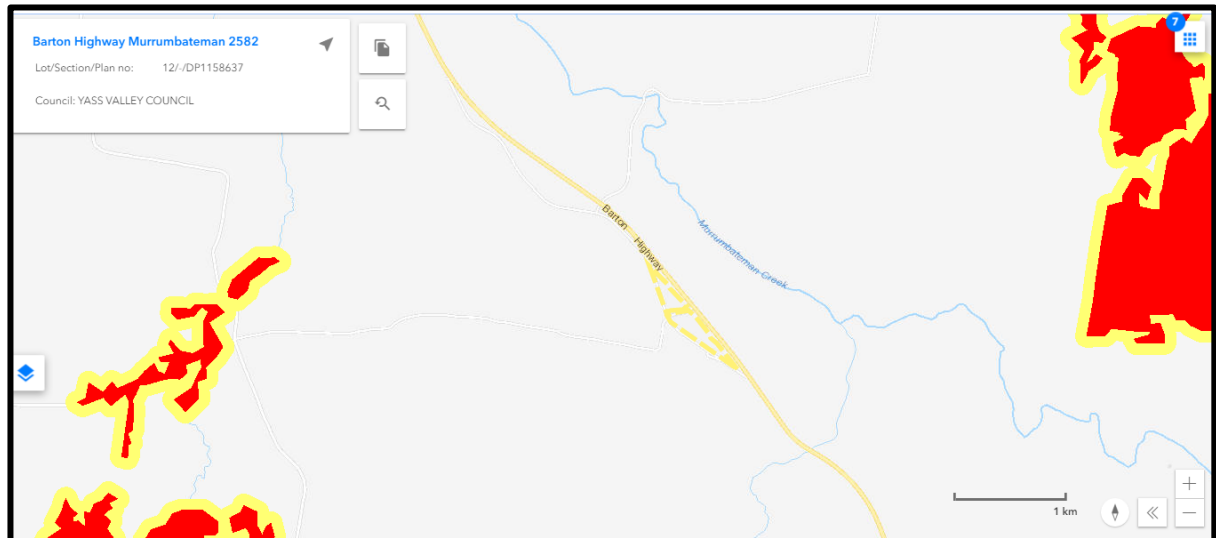 Barton Highway Murrumbateman 2582
Lot/Section/Plan no: 12/-/DP1158637
Council: YASS VALLEY COUNCIL
7
Barton Highway
Murrumbateman Creek
1 km